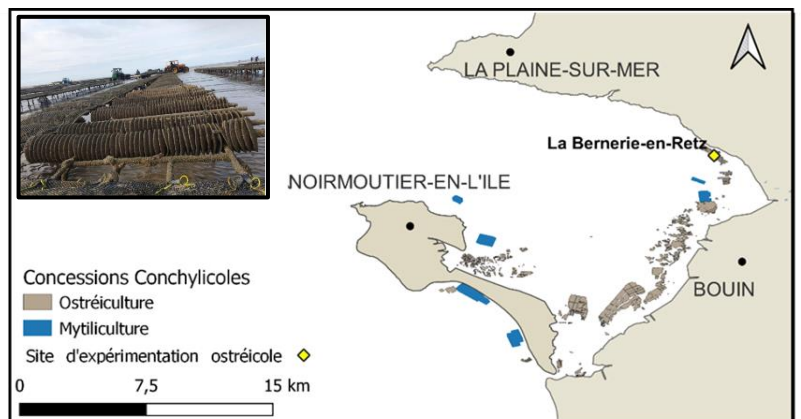 LA PLAINE-SUR-MER
La Bernerie-en-Retz
NOIRMOUTIER-EN-L'ILE
BOUIN
Concessions Conchylicoles
Ostréiculture
Mytiliculture
Site d'expérimentation ostréicole
0 7,5 15 km